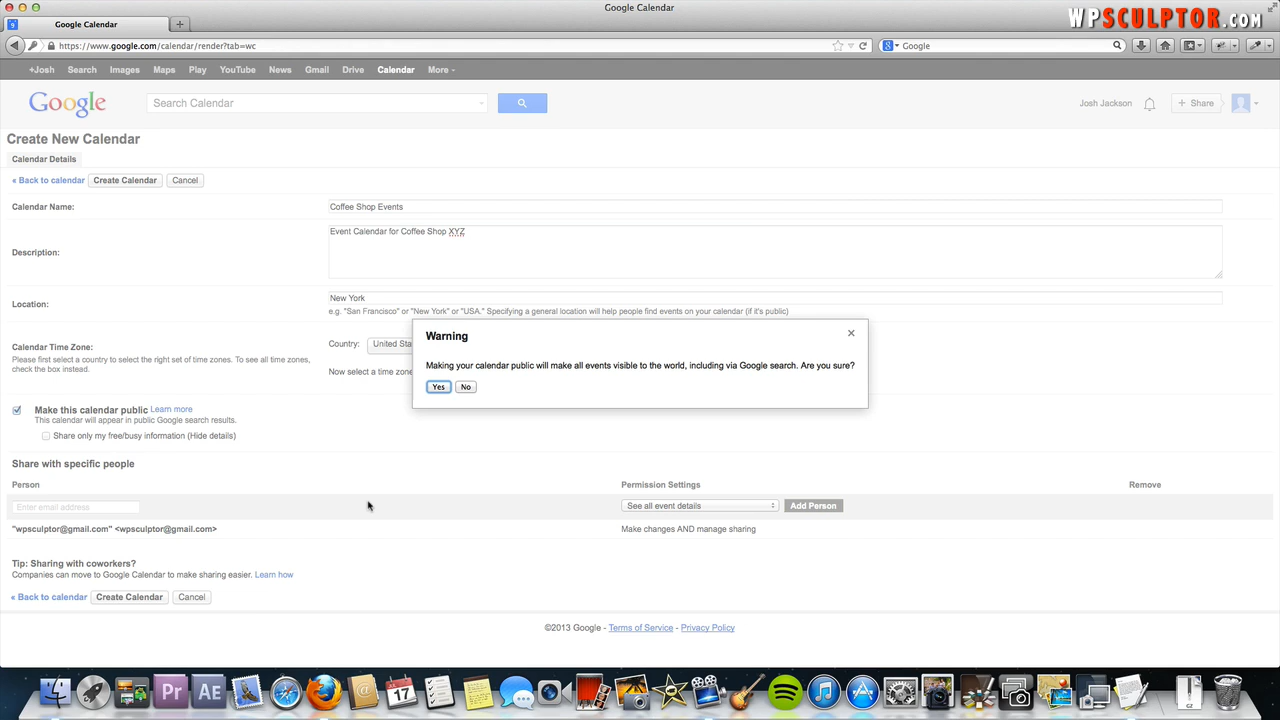 Google Calendar
WPSCULPTOR.COM
Google Calendar
https://www.google.com/calendar/render?tab=wc
Google
+Josh Search Images Maps Play YouTube News Gmail Drive Calendar More
Google
Search Calendar
Josh Jackson
+ Share
Create New Calendar
Calendar Details
« Back to calendar Create Calendar Cancel
Calendar Name: Coffee Shop Events
Description: Event Calendar for Coffee Shop XYZ
Location: New York
e.g. "San Francisco" or "New York" or "USA." Specifying a general location will help people find events on your calendar (if it's public)
Calendar Time Zone:
Please first select a country to select the right set of time zones. To see all time zones,
check the box instead.
Country: United Sta
Now select a time zone
Warning
Making your calendar public will make all events visible to the world, including via Google search. Are you sure?
Yes No
Make this calendar public Learn more
This calendar will appear in public Google search results.
Share only my free/busy information (Hide details)
Share with specific people
Person Permission Settings Remove
Enter email address See all event details Add Person
"wpsculptor@gmail.com" <wpsculptor@gmail.com> Make changes AND manage sharing
Tip: Sharing with coworkers?
Companies can move to Google Calendar to make sharing easier. Learn how
« Back to calendar Create Calendar Cancel
©2013 Google - Terms of Service - Privacy Policy
Pr AE 17